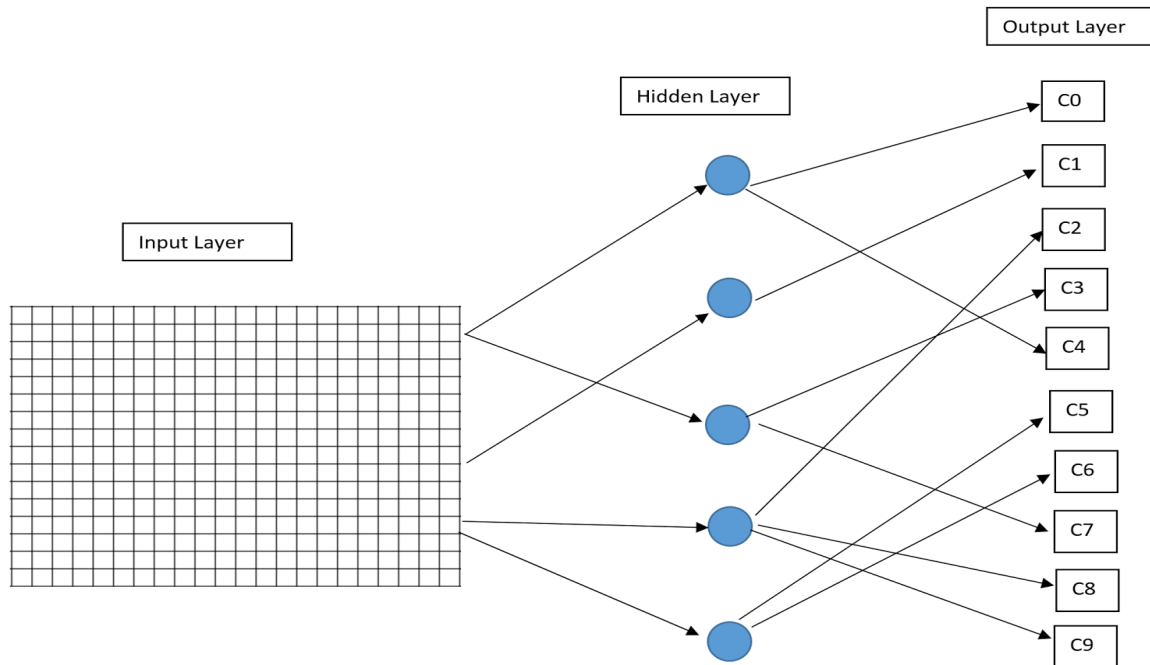 Output Layer
Hidden Layer
Input Layer
C0
C1
C2
C3
C4
C5
C6
C7
C8
C9